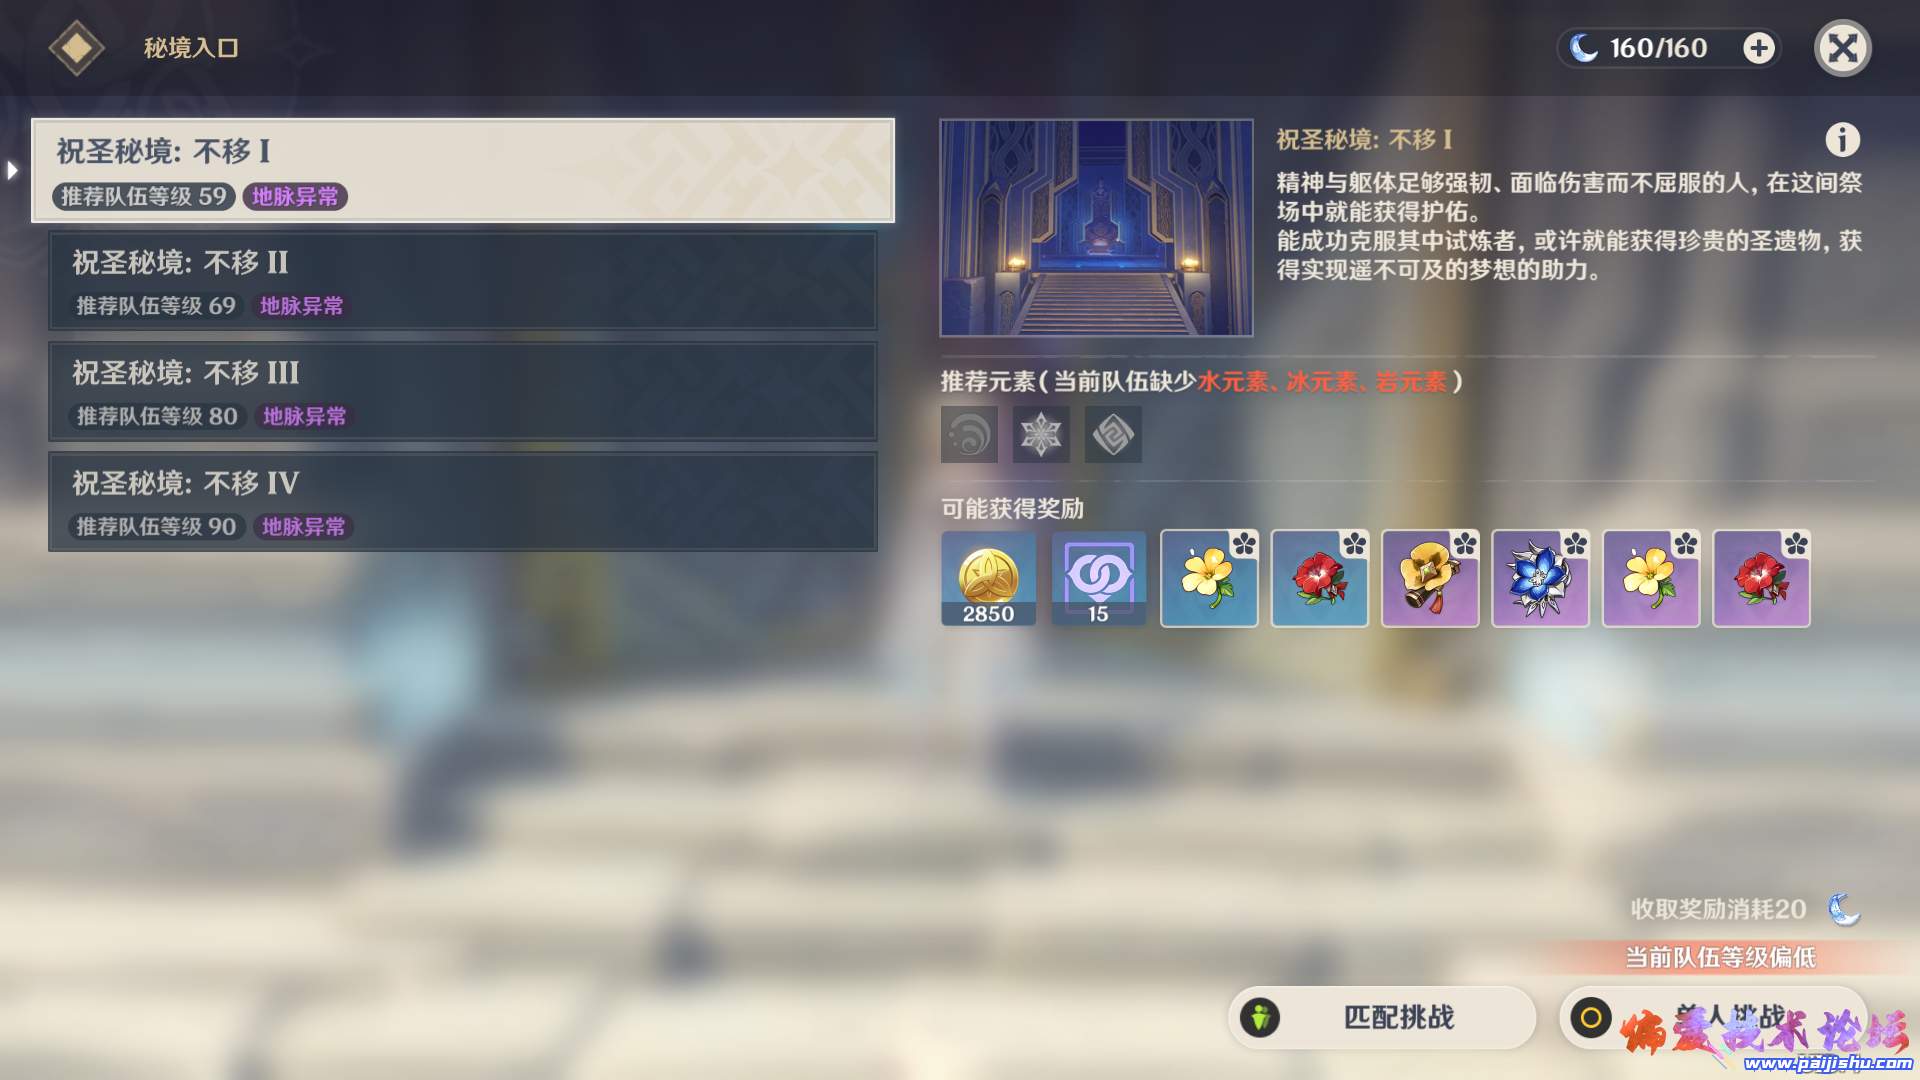 秘境入口
160/160
祝圣秘境: 不移 I
推荐队伍等级 59 地脉异常
祝圣秘境: 不移 II
推荐队伍等级 69 地脉异常
祝圣秘境: 不移 III
推荐队伍等级 80 地脉异常
祝圣秘境: 不移 IV
推荐队伍等级 90 地脉异常
祝圣秘境: 不移 I
精神与躯体足够强韧、面临伤害而不屈服的人, 在这间祭
场中就能获得护佑。
能成功克服其中试炼者, 或许就能获得珍贵的圣遗物, 获
得实现遥不可及的梦想的助力。
推荐元素( 当前队伍缺少水元素、冰元素、岩元素 )
可能获得奖励
2850
15
收取奖励消耗20
当前队伍等级偏低
匹配挑战
单人挑战
技术论坛
www.paijishu.com